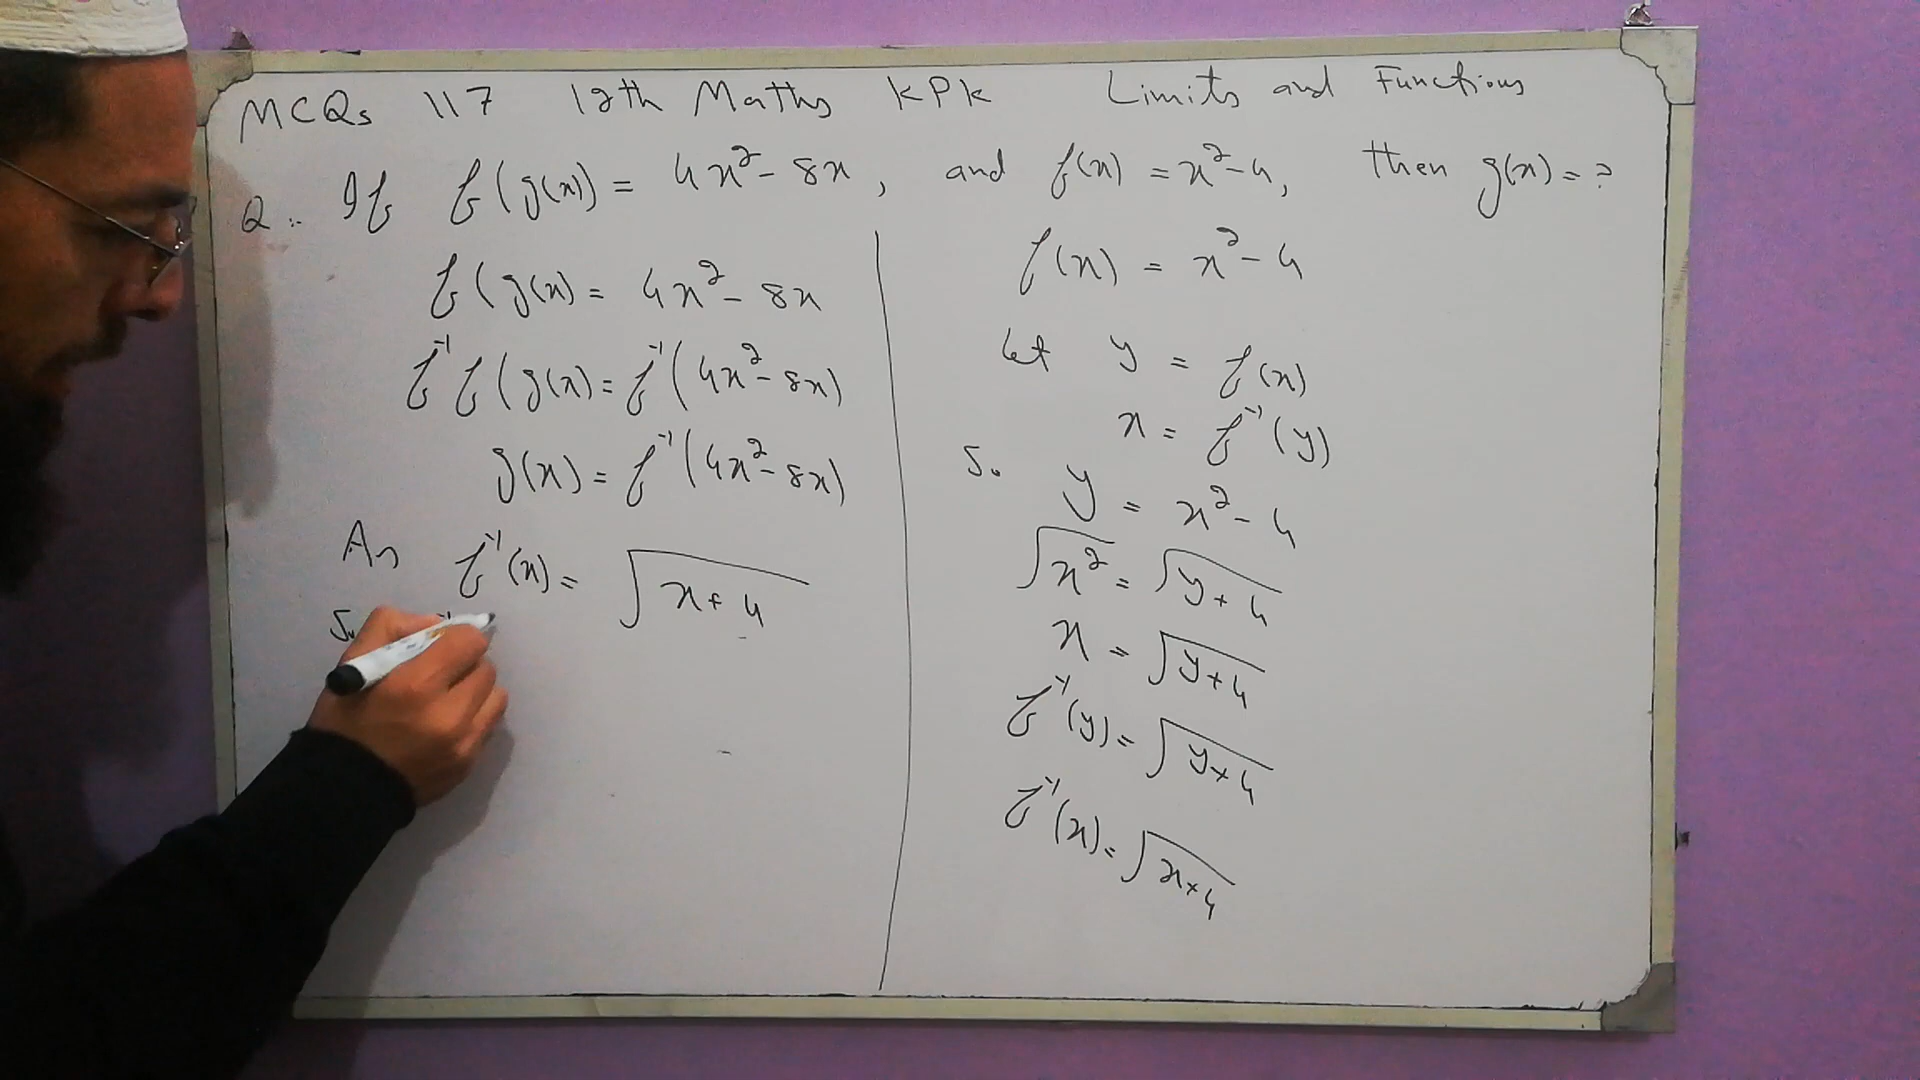 MCQs 117 12th Maths KPK Limits and Functions
Q:- If f(g(x)) = 4x² - 8x, and f(x) = x² - 4, then g(x) = ?
f(g(x) = 4x² - 8x
f⁻¹f(g(x) = f⁻¹(4x² - 8x)
g(x) = f⁻¹(4x² - 8x)
As f⁻¹(x) = √x+4
So
f(x) = x² - 4
Let y = f(x)
x = f⁻¹(y)
So y = x² - 4
√x² = √y+4
x = √y+4
f⁻¹(y) = √y+4
f⁻¹(x) = √x+4